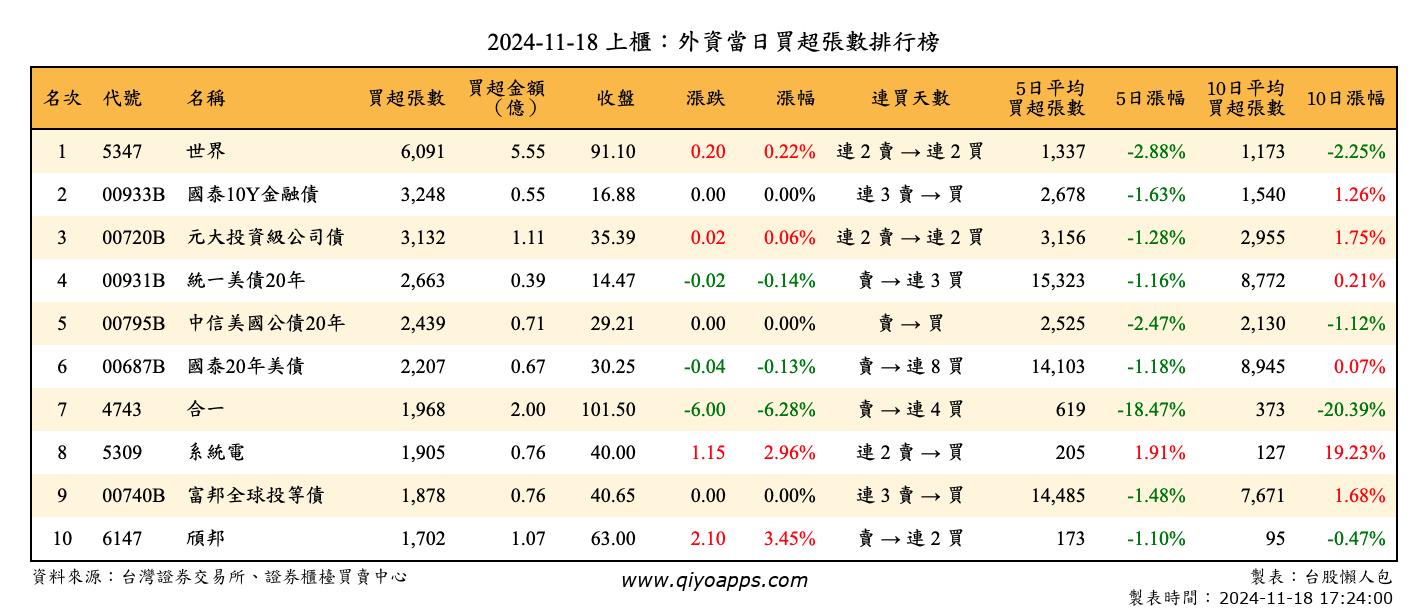 2024-11-18 上櫃：外資當日買超張數排行榜
名次 代號 名稱 買超張數 買超金額（億） 收盤 漲跌 漲幅 連買天數 5日平均買超張數 5日漲幅 10日平均買超張數 10日漲幅
1 5347 世界 6,091 5.55 91.10 0.20 0.22% 連 2 賣 → 連 2 買 1,337 -2.88% 1,173 -2.25%
2 00933B 國泰10Y金融債 3,248 0.55 16.88 0.00 0.00% 連 3 賣 → 買 2,678 -1.63% 1,540 1.26%
3 00720B 元大投資級公司債 3,132 1.11 35.39 0.02 0.06% 連 2 賣 → 連 2 買 3,156 -1.28% 2,955 1.75%
4 00931B 統一美債20年 2,663 0.39 14.47 -0.02 -0.14% 賣 → 連 3 買 15,323 -1.16% 8,772 0.21%
5 00795B 中信美國公債20年 2,439 0.71 29.21 0.00 0.00% 賣 → 買 2,525 -2.47% 2,130 -1.12%
6 00687B 國泰20年美債 2,207 0.67 30.25 -0.04 -0.13% 賣 → 連 8 買 14,103 -1.18% 8,945 0.07%
7 4743 合一 1,968 2.00 101.50 -6.00 -6.28% 賣 → 連 4 買 619 -18.47% 373 -20.39%
8 5309 系統電 1,905 0.76 40.00 1.15 2.96% 連 2 賣 → 買 205 1.91% 127 19.23%
9 00740B 富邦全球投等債 1,878 0.76 40.65 0.00 0.00% 連 3 賣 → 買 14,485 -1.48% 7,671 1.68%
10 6147 頎邦 1,702 1.07 63.00 2.10 3.45% 賣 → 連 2 買 173 -1.10% 95 -0.47%
資料來源：台灣證券交易所、證券櫃檯買賣中心 www.qiyoapps.com 製表：台股懶人包
製表時間：2024-11-18 17:24:00